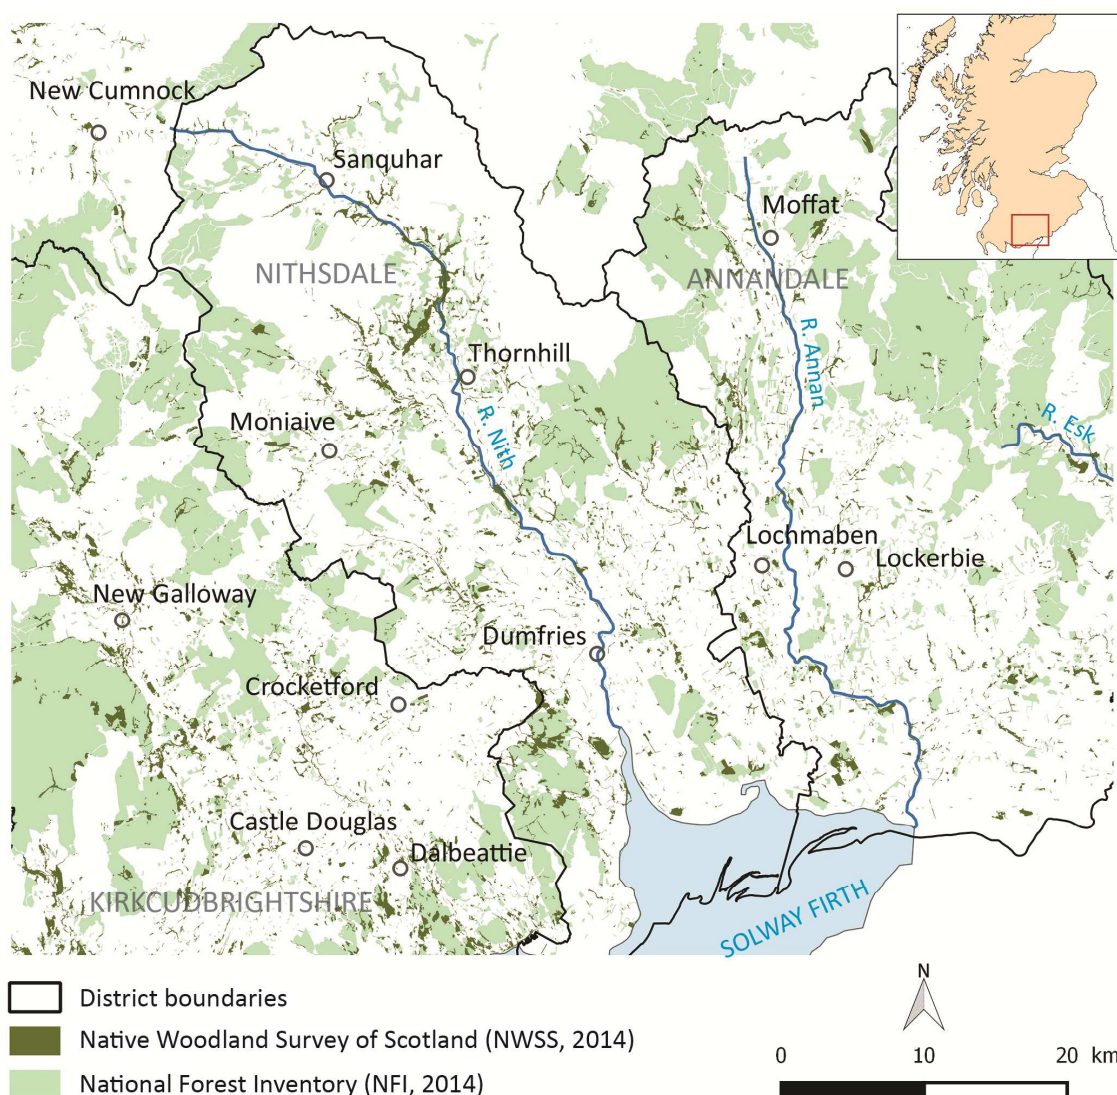 New Cumnock
Sanquhar
Moffat
NITHSDALE
ANNANDALE
R. Annan
Thornhill
Moniaive
R. Nith
R. Esk
Lochmaben
Lockerbie
New Galloway
Dumfries
Crocketford
Castle Douglas
Dalbeattie
KIRKCUDBRIGHTSHIRE
SOLWAY FIRTH
District boundaries
Native Woodland Survey of Scotland (NWSS, 2014)
National Forest Inventory (NFI, 2014)
N
0 10 20 km